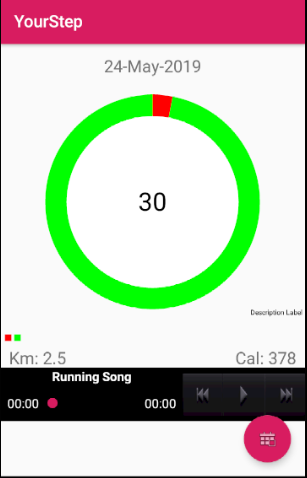 YourStep
24-May-2019
30
Description Label
Km: 2.5 Cal: 378
Running Song
00:00 00:00